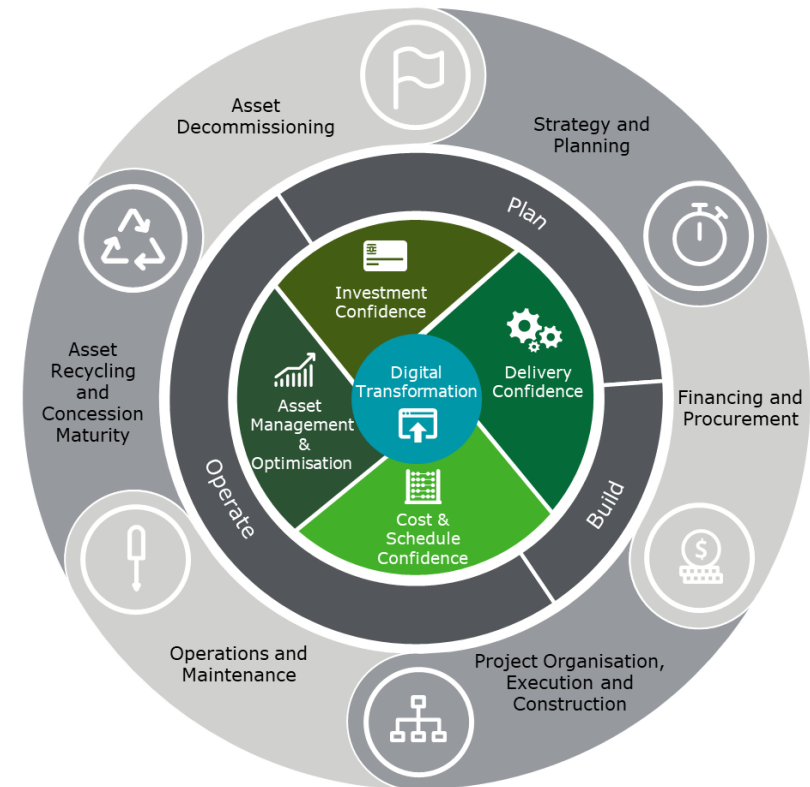 Asset
Decommissioning
Strategy and
Planning
Plan
Investment
Confidence
Asset
Recycling
and
Concession
Maturity
Digital
Transformation
Delivery
Confidence
Financing and
Procurement
Asset
Management
&
Optimisation
Operate
Build
Cost &
Schedule
Confidence
$
Operations and
Maintenance
Project Organisation,
Execution and
Construction